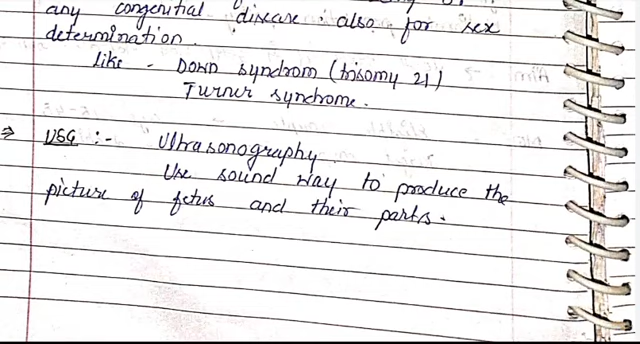 any congenital disease also for sex
determination.
like - Down syndrom (trisomy 21)
Turner syndrome.
⇒ USG :- Ultrasonography
Use sound way to produce the
picture of fetus and their parts.